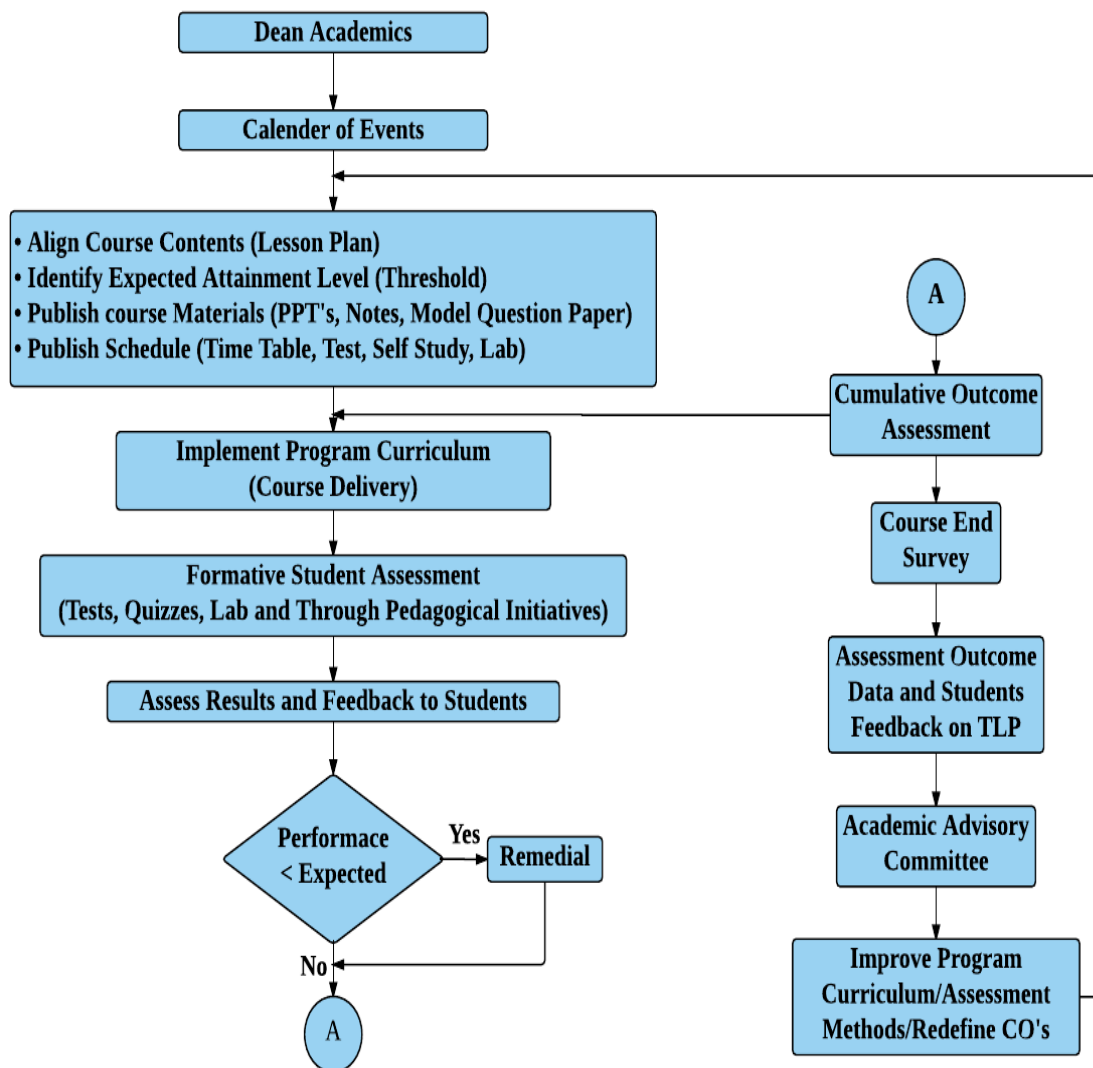 Dean Academics
Calender of Events
• Align Course Contents (Lesson Plan)
• Identify Expected Attainment Level (Threshold)
• Publish course Materials (PPT's, Notes, Model Question Paper)
• Publish Schedule (Time Table, Test, Self Study, Lab)
Implement Program Curriculum
(Course Delivery)
Formative Student Assessment
(Tests, Quizzes, Lab and Through Pedagogical Initiatives)
Assess Results and Feedback to Students
Performace
< Expected
Yes
Remedial
No
A
A
Cumulative Outcome
Assessment
Course End
Survey
Assessment Outcome
Data and Students
Feedback on TLP
Academic Advisory
Committee
Improve Program
Curriculum/Assessment
Methods/Redefine CO's